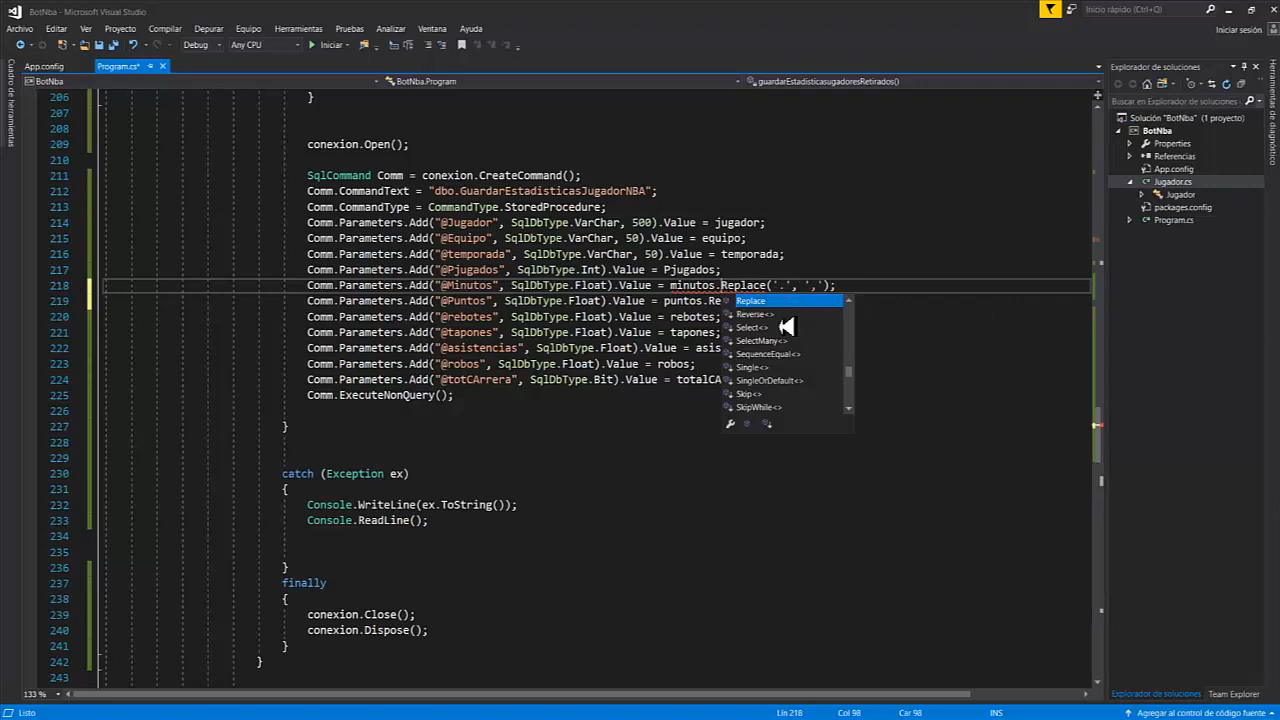 BotNba - Microsoft Visual Studio
Inicio rápido (Ctrl+Q)
Archivo Editar Ver Proyecto Compilar Depurar Equipo Herramientas Pruebas Analizar Ventana Ayuda
Iniciar sesión
Debug Any CPU Iniciar
App.config Program.cs*
Explorador de soluciones
BotNba BotNba.Program guardarEstadisticasugadoresRetirados()
Cuadro de herramientas
Herramientas de diagnóstico
Buscar en Explorador de soluciones
Solución "BotNba" (1 proyecto)
BotNba
Properties
Referencias
App.config
Jugador.cs
Jugador
packages.config
Program.cs
206 }
207
208
209 conexion.Open();
210
211 SqlCommand Comm = conexion.CreateCommand();
212 Comm.CommandText = "dbo.GuardarEstadisticasJugadorNBA";
213 Comm.CommandType = CommandType.StoredProcedure;
214 Comm.Parameters.Add("@Jugador", SqlDbType.VarChar, 500).Value = jugador;
215 Comm.Parameters.Add("@Equipo", SqlDbType.VarChar, 50).Value = equipo;
216 Comm.Parameters.Add("@temporada", SqlDbType.VarChar, 50).Value = temporada;
217 Comm.Parameters.Add("@Pjugados", SqlDbType.Int).Value = Pjugados;
218 Comm.Parameters.Add("@Minutos", SqlDbType.Float).Value = minutos.Replace('.', ',');
219 Comm.Parameters.Add("@Puntos", SqlDbType.Float).Value = puntos.Re
220 Comm.Parameters.Add("@rebotes", SqlDbType.Float).Value = rebotes;
221 Comm.Parameters.Add("@tapones", SqlDbType.Float).Value = tapones;
222 Comm.Parameters.Add("@asistencias", SqlDbType.Float).Value = asis
223 Comm.Parameters.Add("@robos", SqlDbType.Float).Value = robos;
224 Comm.Parameters.Add("@totCArrera", SqlDbType.Bit).Value = totalCA
225 Comm.ExecuteNonQuery();
226
227 }
228
229
230 catch (Exception ex)
231 {
232 Console.WriteLine(ex.ToString());
233 Console.ReadLine();
234
235
236 }
237 finally
238 {
239 conexion.Close();
240 conexion.Dispose();
241 }
242 }
243
Replace
Reverse<>
Select<>
SelectMany<>
SequenceEqual<>
Single<>
SingleOrDefault<>
Skip<>
SkipWhile<>
133 %
Explorador de soluciones Team Explorer
Listo Lín 218 Col 98 Car 98 INS Agregar al control de código fuente